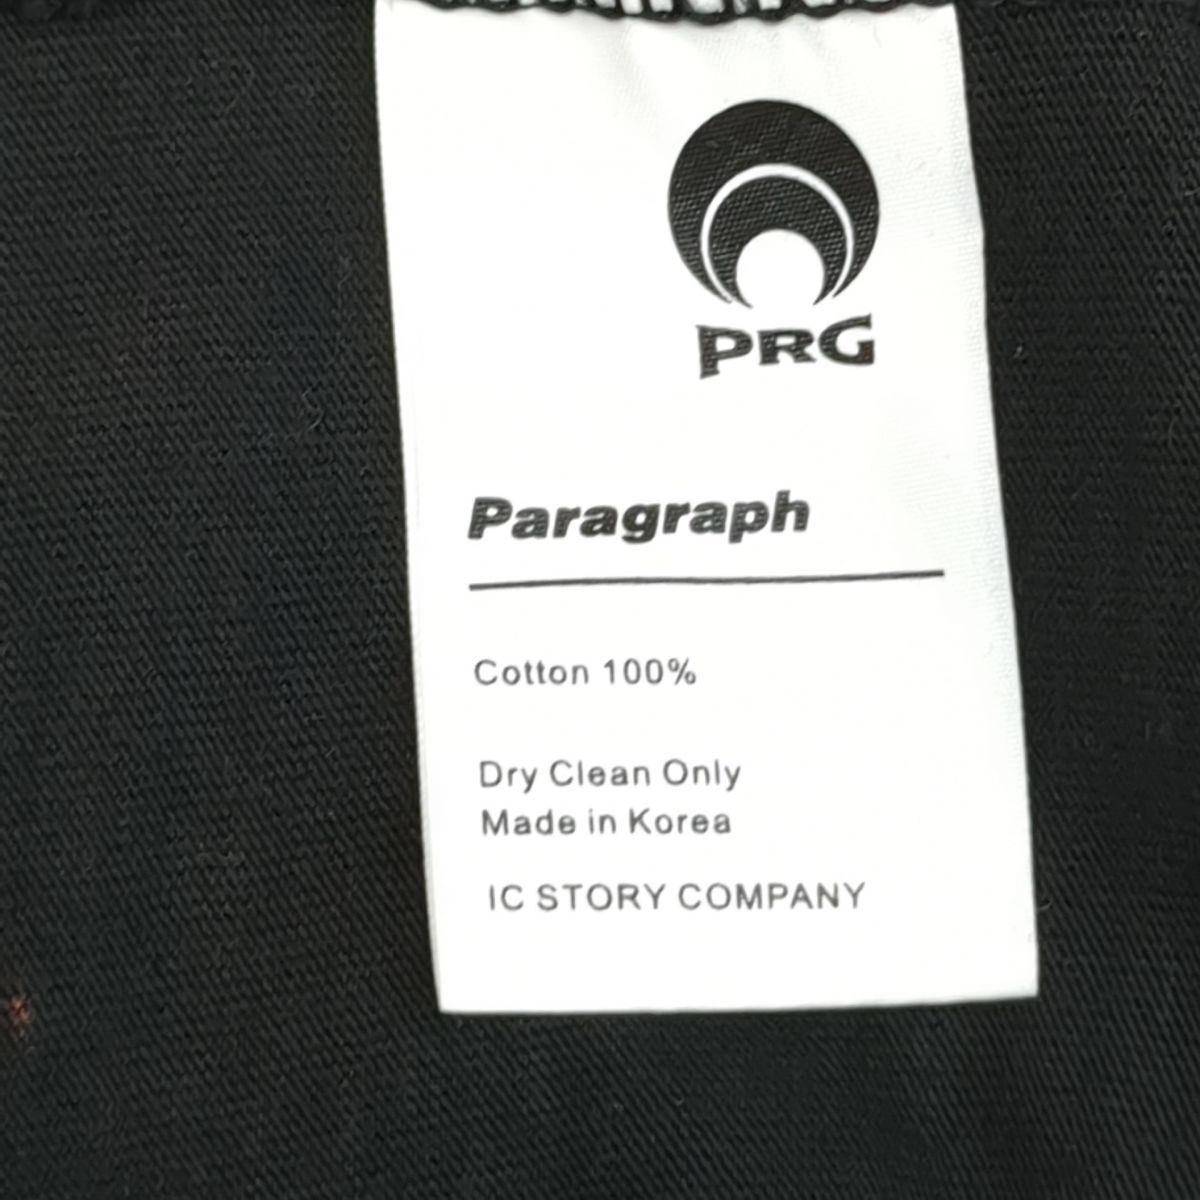 PRG
Paragraph
Cotton 100%
Dry Clean Only
Made in Korea
IC STORY COMPANY